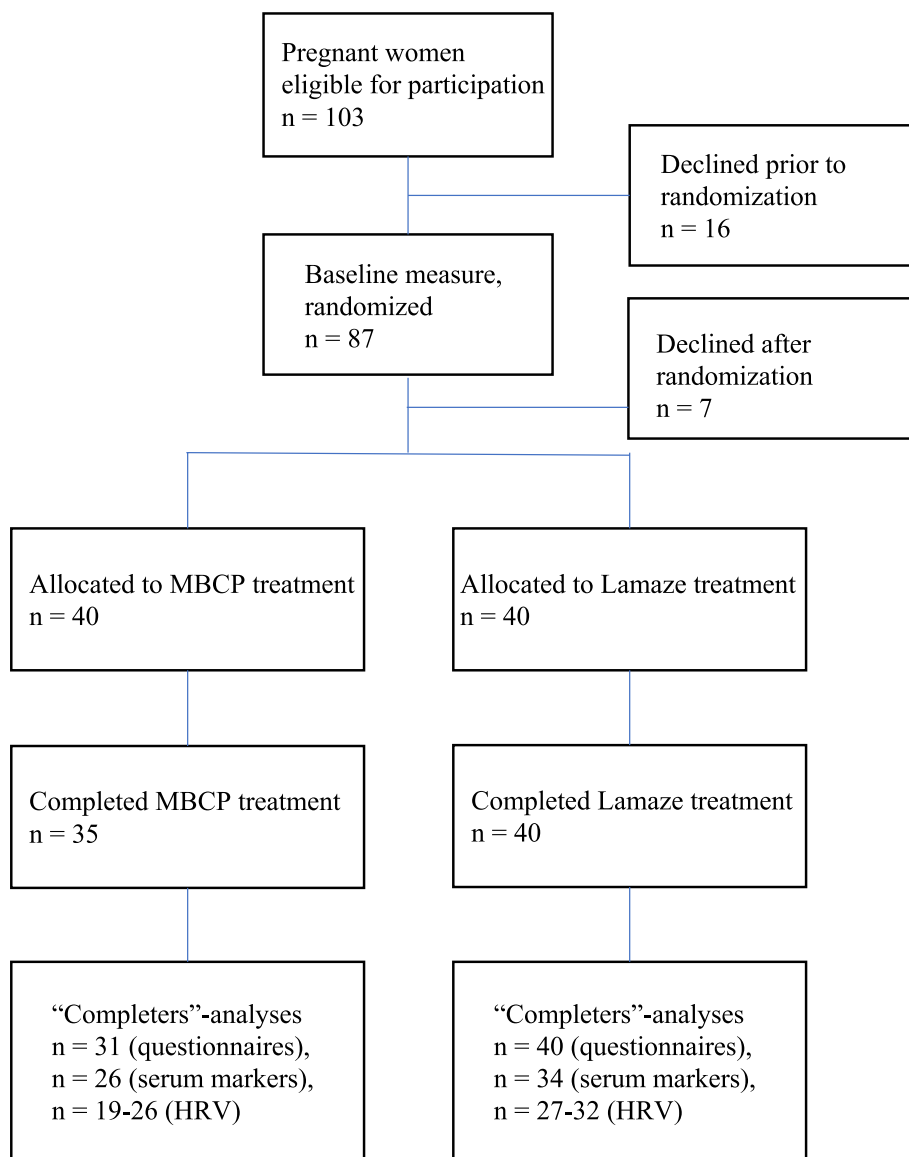 Pregnant women
eligible for participation
n = 103
Declined prior to
randomization
n = 16
Baseline measure,
randomized
n = 87
Declined after
randomization
n = 7
Allocated to MBCP treatment
n = 40
Allocated to Lamaze treatment
n = 40
Completed MBCP treatment
n = 35
Completed Lamaze treatment
n = 40
“Completers”-analyses
n = 31 (questionnaires),
n = 26 (serum markers),
n = 19-26 (HRV)
“Completers”-analyses
n = 40 (questionnaires),
n = 34 (serum markers),
n = 27-32 (HRV)